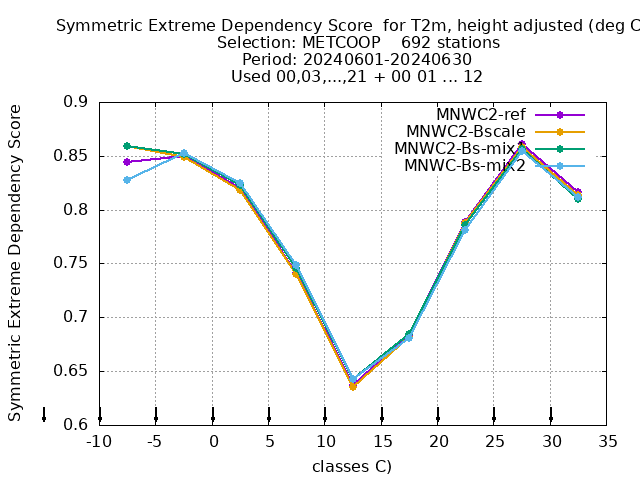 Symmetric Extreme Dependency Score for T2m, height adjusted (deg
Selection: METCOOP 692 stations
Period: 20240601-20240630
Used 00,03,...,21 + 00 01 ... 12
MNWC2-ref
MNWC2-Bscale
MNWC2-Bs-mix
MNWC-Bs-mix2
Symmetric Extreme Dependency Score
0.9
0.85
0.8
0.75
0.7
0.65
0.6
-10 -5 0 5 10 15 20 25 30 35
classes C)